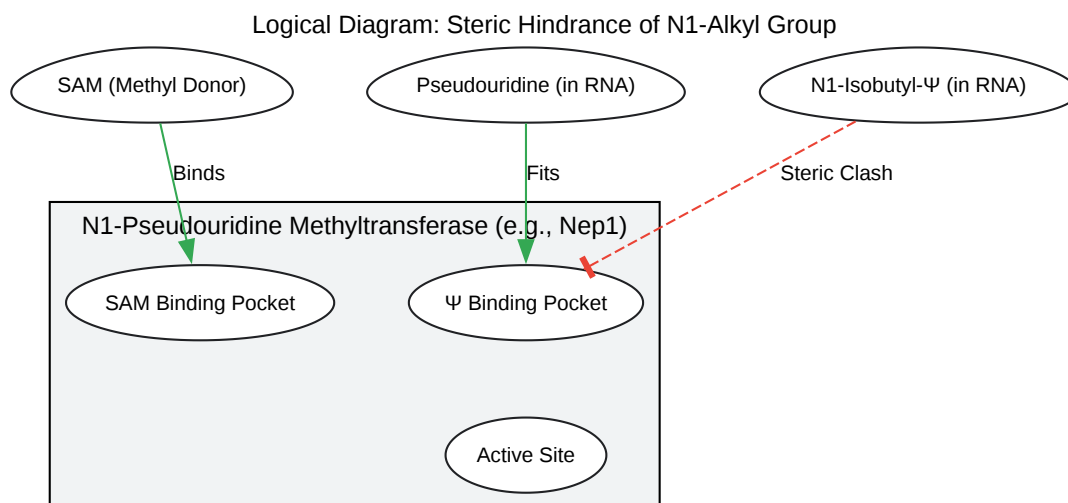 Logical Diagram: Steric Hindrance of N1-Alkyl Group
SAM (Methyl Donor)
Pseudouridine (in RNA)
N1-Isobutyl-Ψ (in RNA)
Binds
Fits
Steric Clash
N1-Pseudouridine Methyltransferase (e.g., Nep1)
SAM Binding Pocket
Ψ Binding Pocket
Active Site